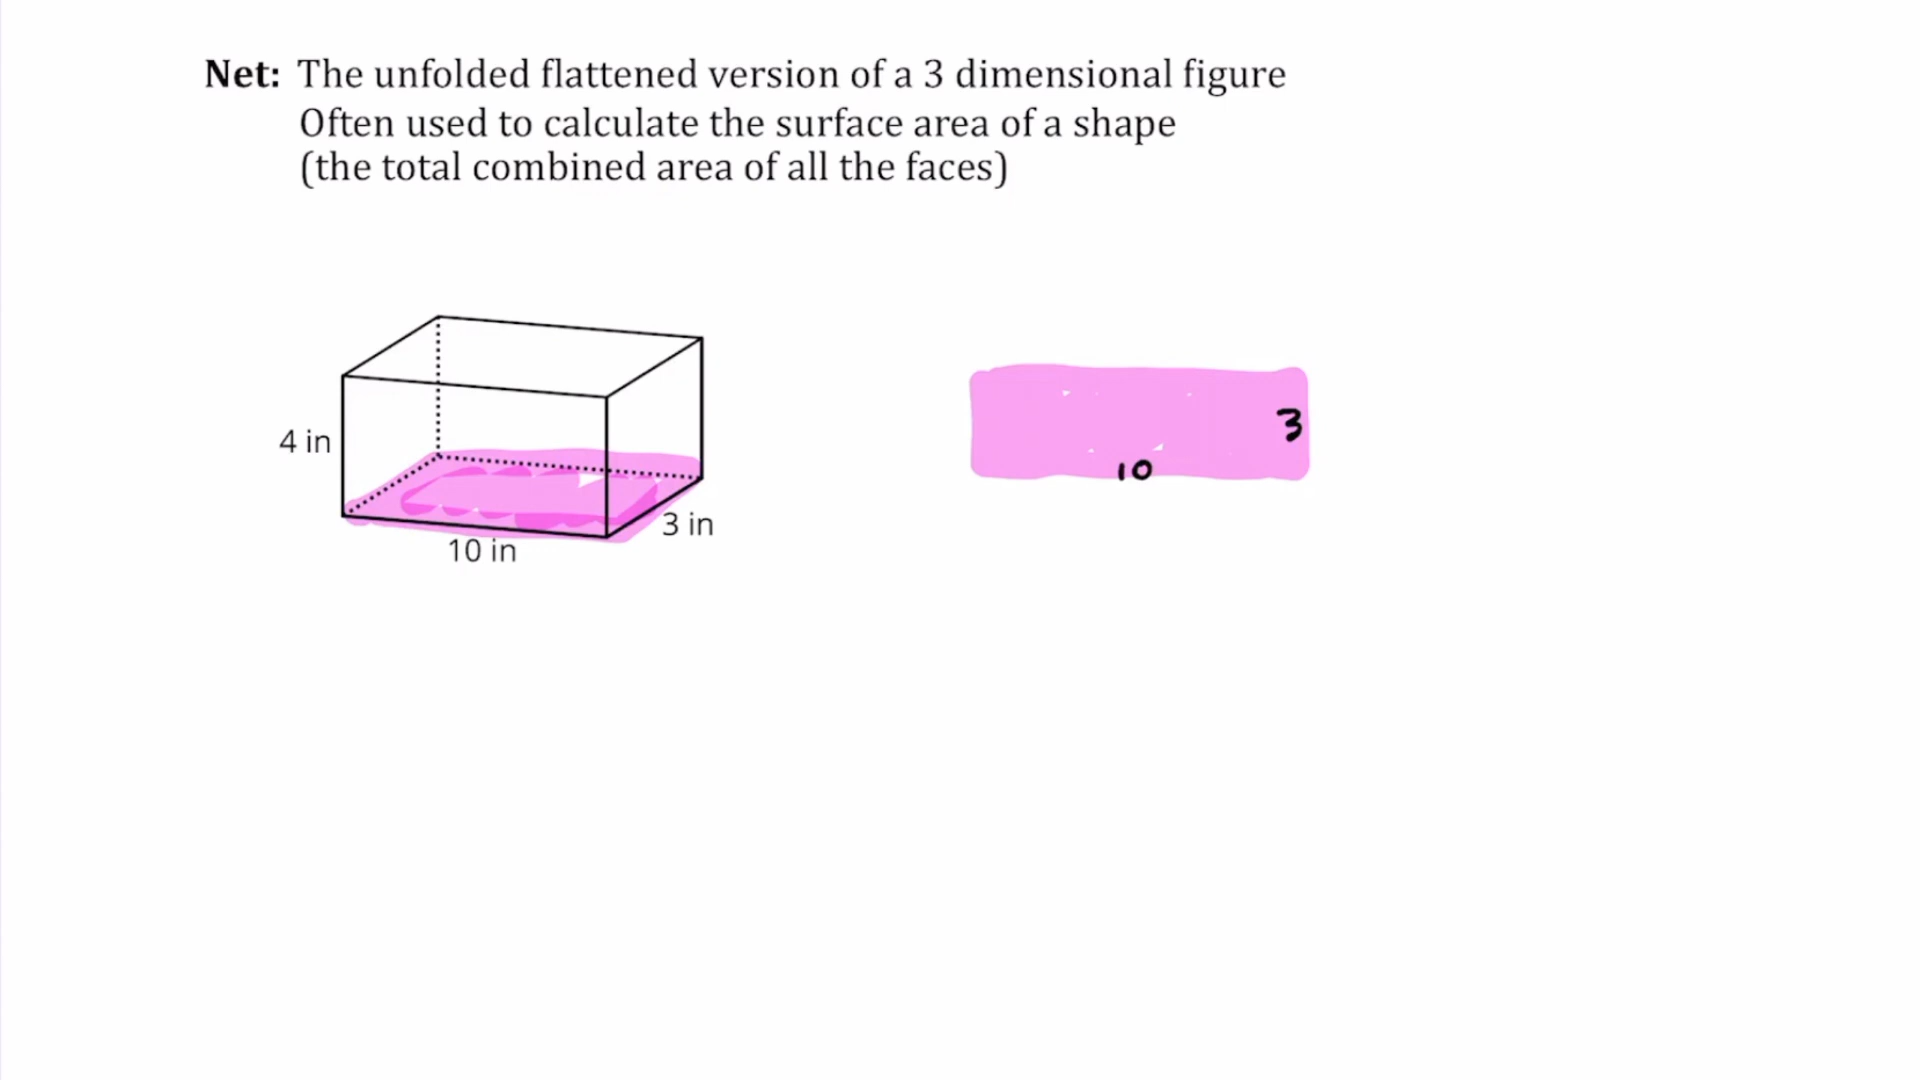 Net: The unfolded flattened version of a 3 dimensional figure
Often used to calculate the surface area of a shape
(the total combined area of all the faces)
4 in
3 in
10 in
3
10